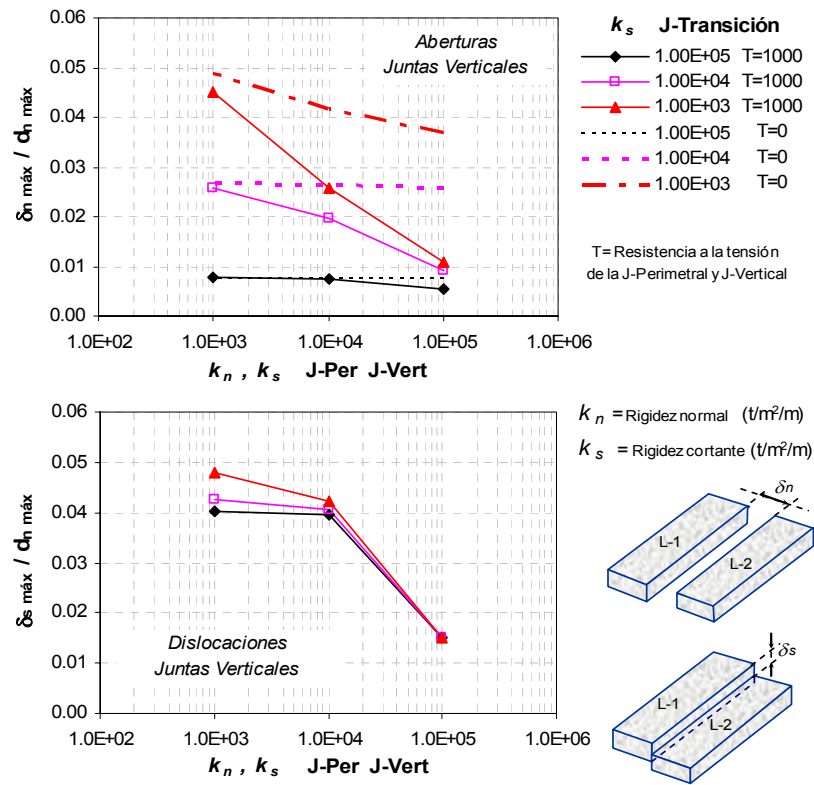 Aberturas
Juntas Verticales
0.06
0.05
0.04
0.03
0.02
0.01
0.00
δn máx / dn máx
1.0E+02 1.0E+03 1.0E+04 1.0E+05 1.0E+06
kn , ks J-Per J-Vert
ks J-Transición
1.00E+05 T=1000
1.00E+04 T=1000
1.00E+03 T=1000
1.00E+05 T=0
1.00E+04 T=0
1.00E+03 T=0
T= Resistencia a la tensión
de la J-Perimetral y J-Vertical
0.06
0.05
0.04
0.03
0.02
0.01
0.00
δs máx / dn máx
Dislocaciones
Juntas Verticales
1.0E+02 1.0E+03 1.0E+04 1.0E+05 1.0E+06
kn , ks J-Per J-Vert
kn = Rigidez normal (t/m²/m)
ks = Rigidez cortante (t/m²/m)
δn
L-1
L-2
δs
L-1
L-2